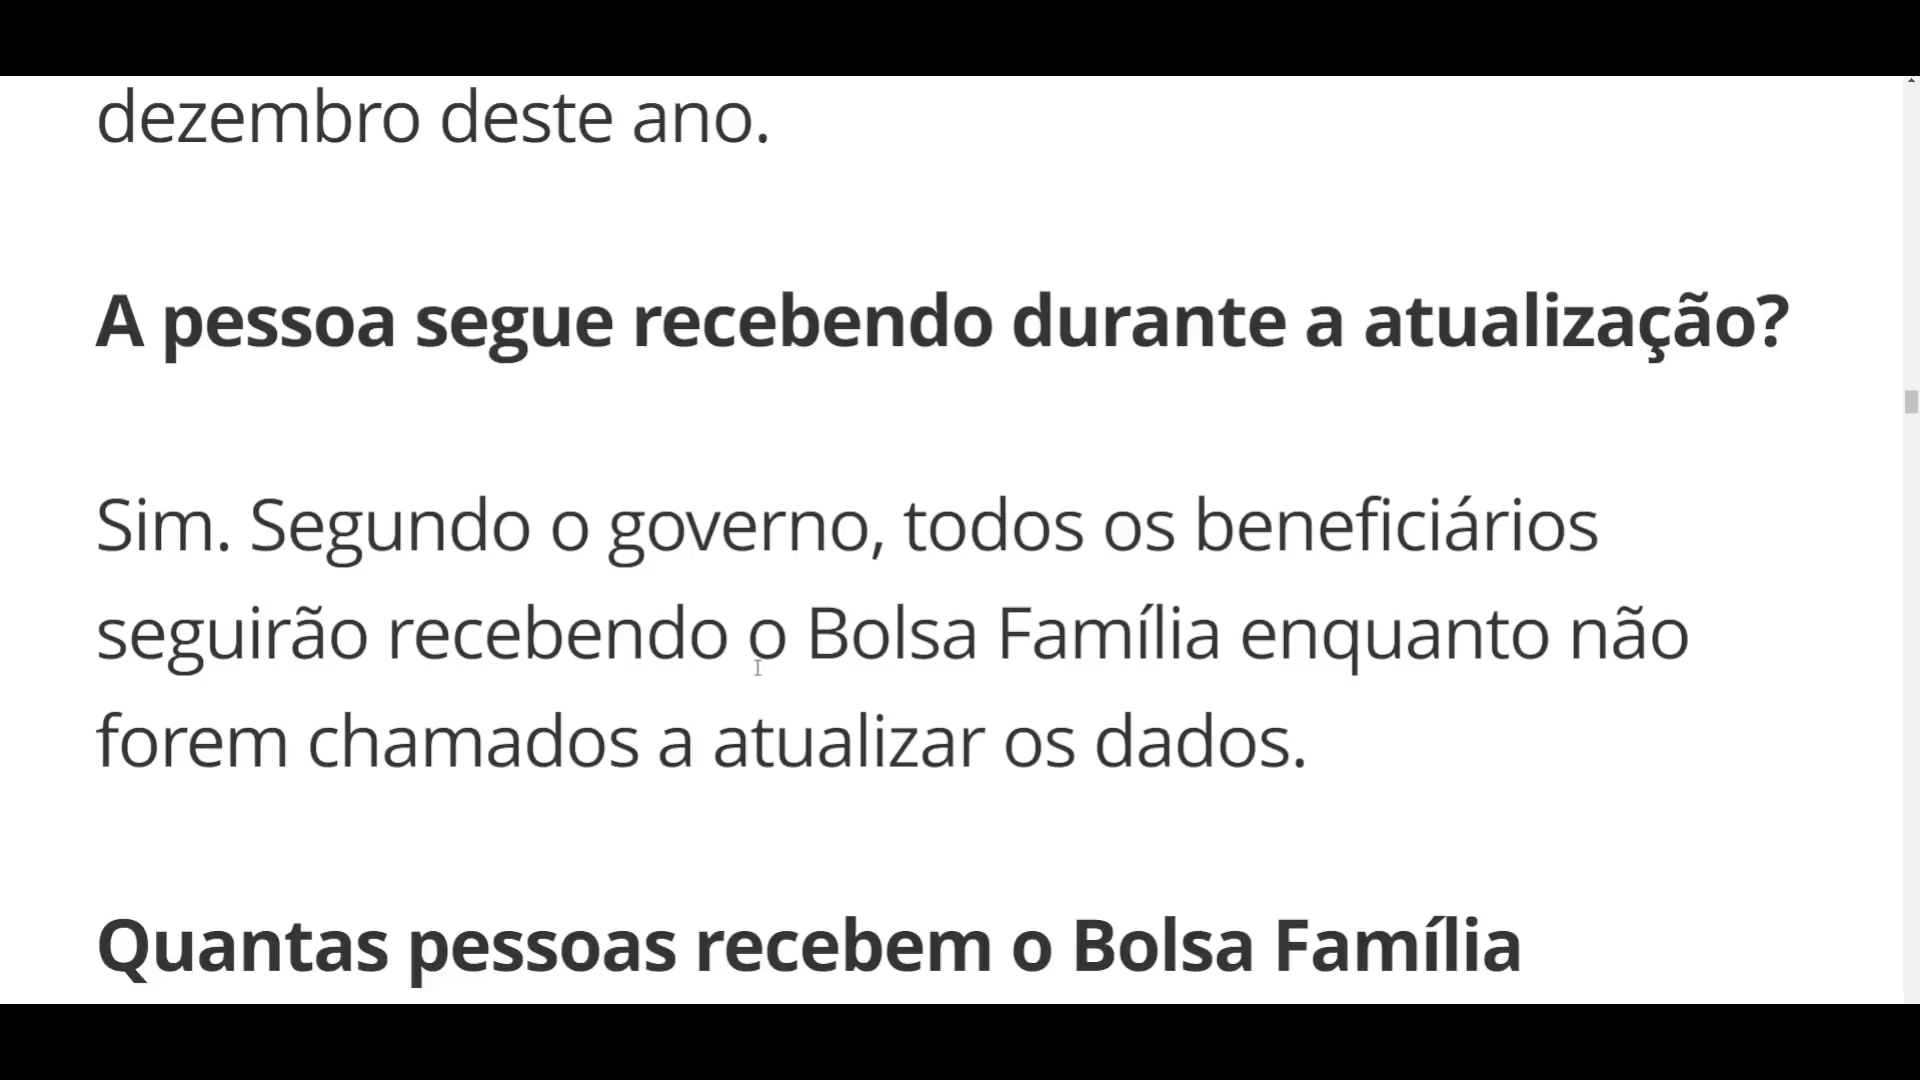 dezembro deste ano.
A pessoa segue recebendo durante a atualização?
Sim. Segundo o governo, todos os beneficiários
seguirão recebendo o Bolsa Família enquanto não
forem chamados a atualizar os dados.
Quantas pessoas recebem o Bolsa Família